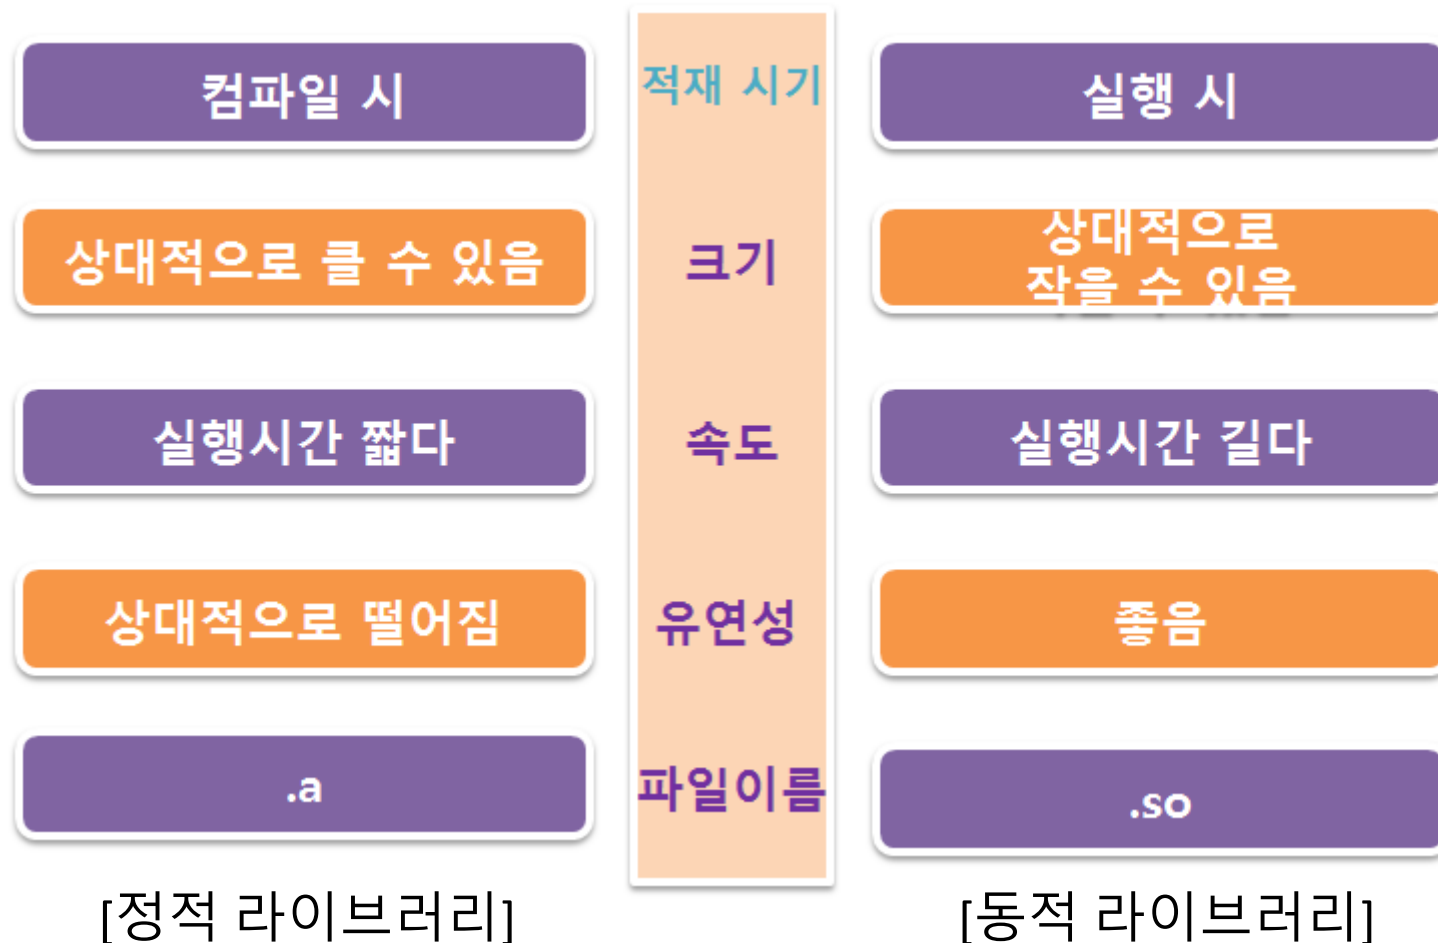 컴파일 시
적재 시기
실행 시
상대적으로 클 수 있음
크기
상대적으로
작을 수 있음
실행시간 짧다
속도
실행시간 길다
상대적으로 떨어짐
유연성
좋음
.a
파일이름
.so
[정적 라이브러리]
[동적 라이브러리]